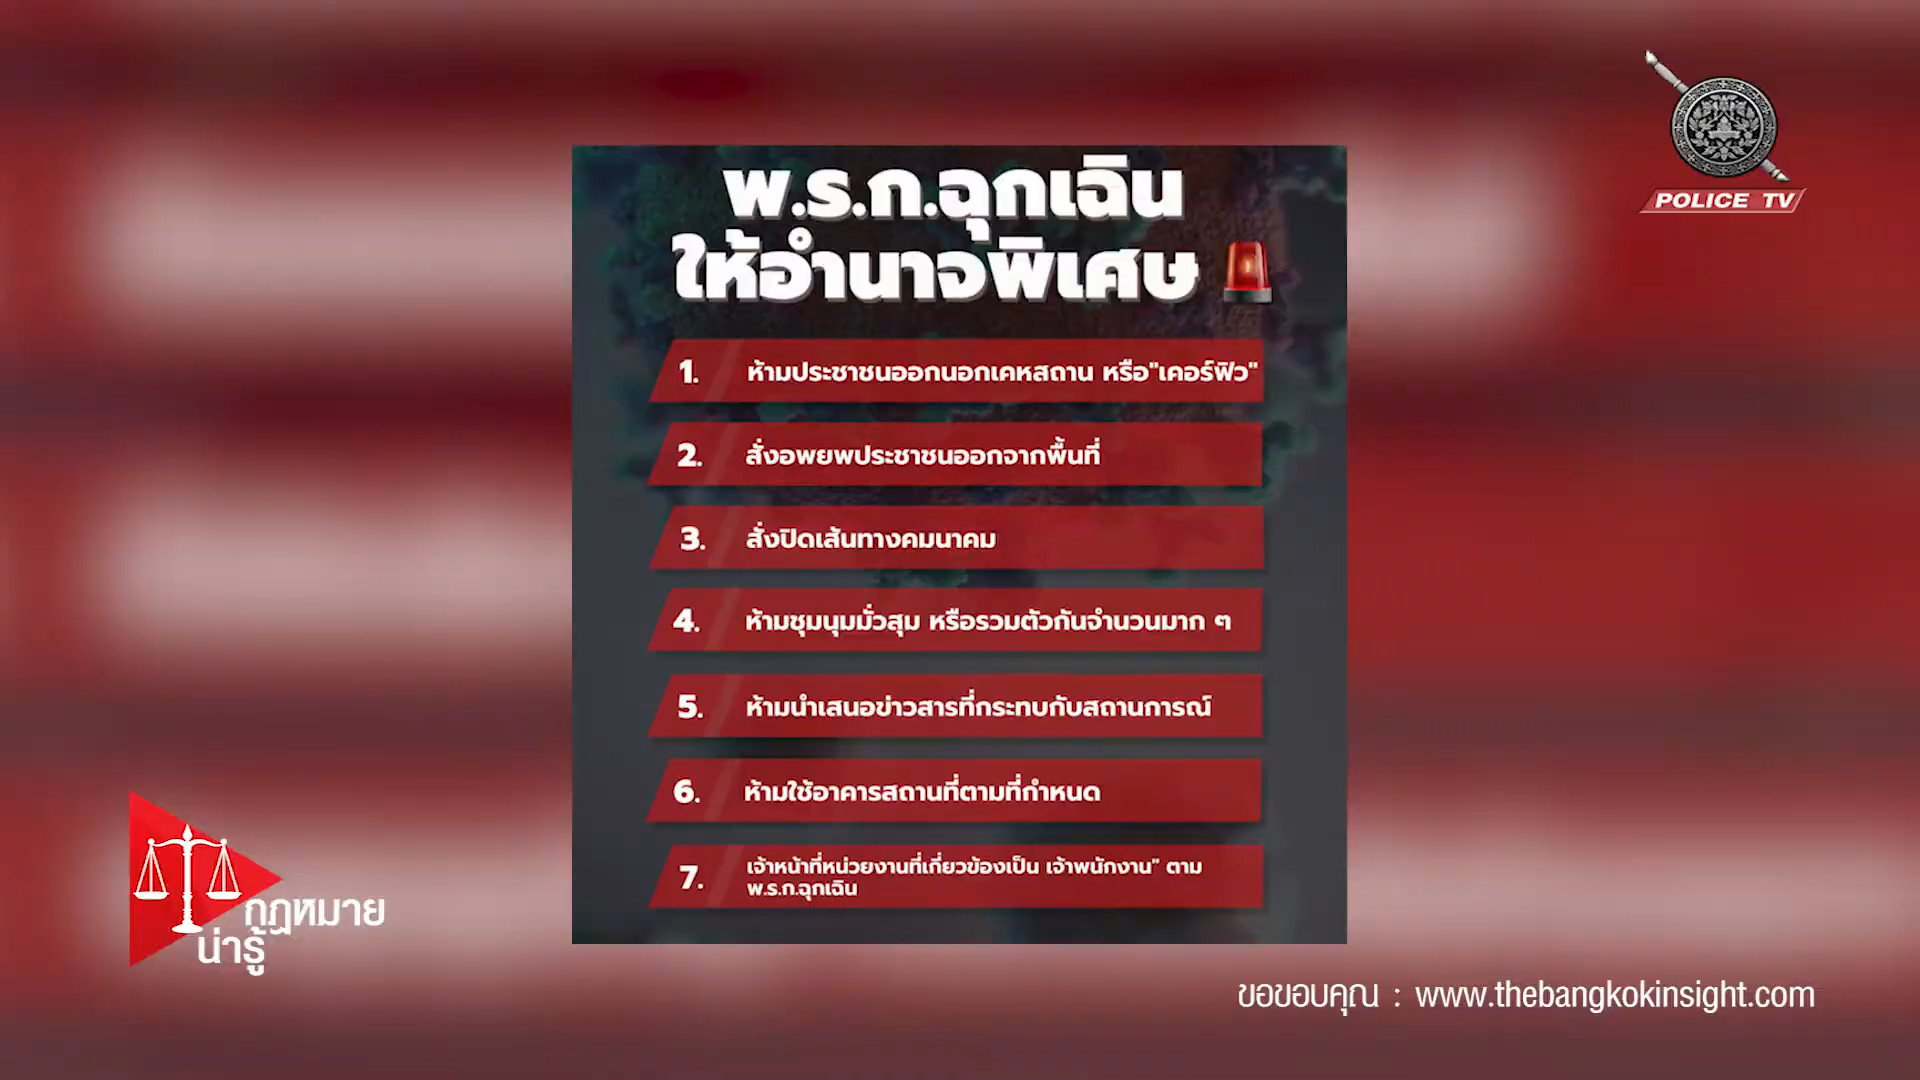 POLICE TV
พ.ร.ก.ฉุกเฉิน
ให้อำนาจพิเศษ
1. ห้ามประชาชนออกนอกเคหสถาน หรือ"เคอร์ฟิว"
2. สั่งอพยพประชาชนออกจากพื้นที่
3. สั่งปิดเส้นทางคมนาคม
4. ห้ามชุมนุมมั่วสุม หรือรวมตัวกันจำนวนมาก ๆ
5. ห้ามนำเสนอข่าวสารที่กระทบกับสถานการณ์
6. ห้ามใช้อาคารสถานที่ตามที่กำหนด
7. เจ้าหน้าที่หน่วยงานที่เกี่ยวข้องเป็น เจ้าพนักงาน" ตาม
พ.ร.ก.ฉุกเฉิน
กฎหมาย
น่ารู้
ขอขอบคุณ : www.thebangkokinsight.com